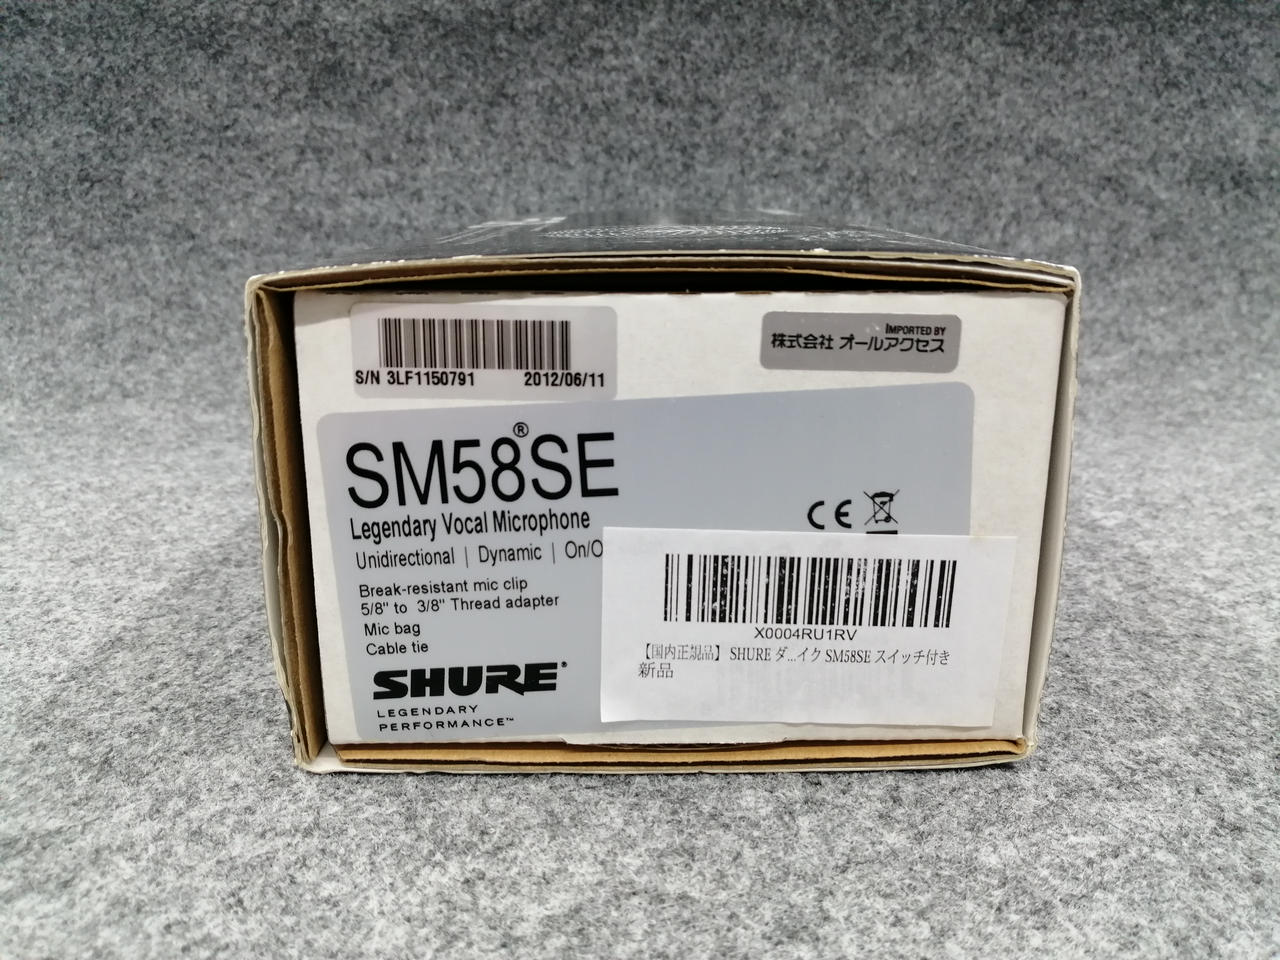 S/N 3LF1150791 2012/06/11
IMPORTED BY
株式会社 オールアクセス
SM58®SE
Legendary Vocal Microphone
Unidirectional | Dynamic | On/O
Break-resistant mic clip
5/8" to 3/8" Thread adapter
Mic bag
Cable tie
CE
SHURE®
LEGENDARY
PERFORMANCE™
X0004RU1RV
【国内正規品】 SHURE ダ...イク SM58SE スイッチ付き
新品